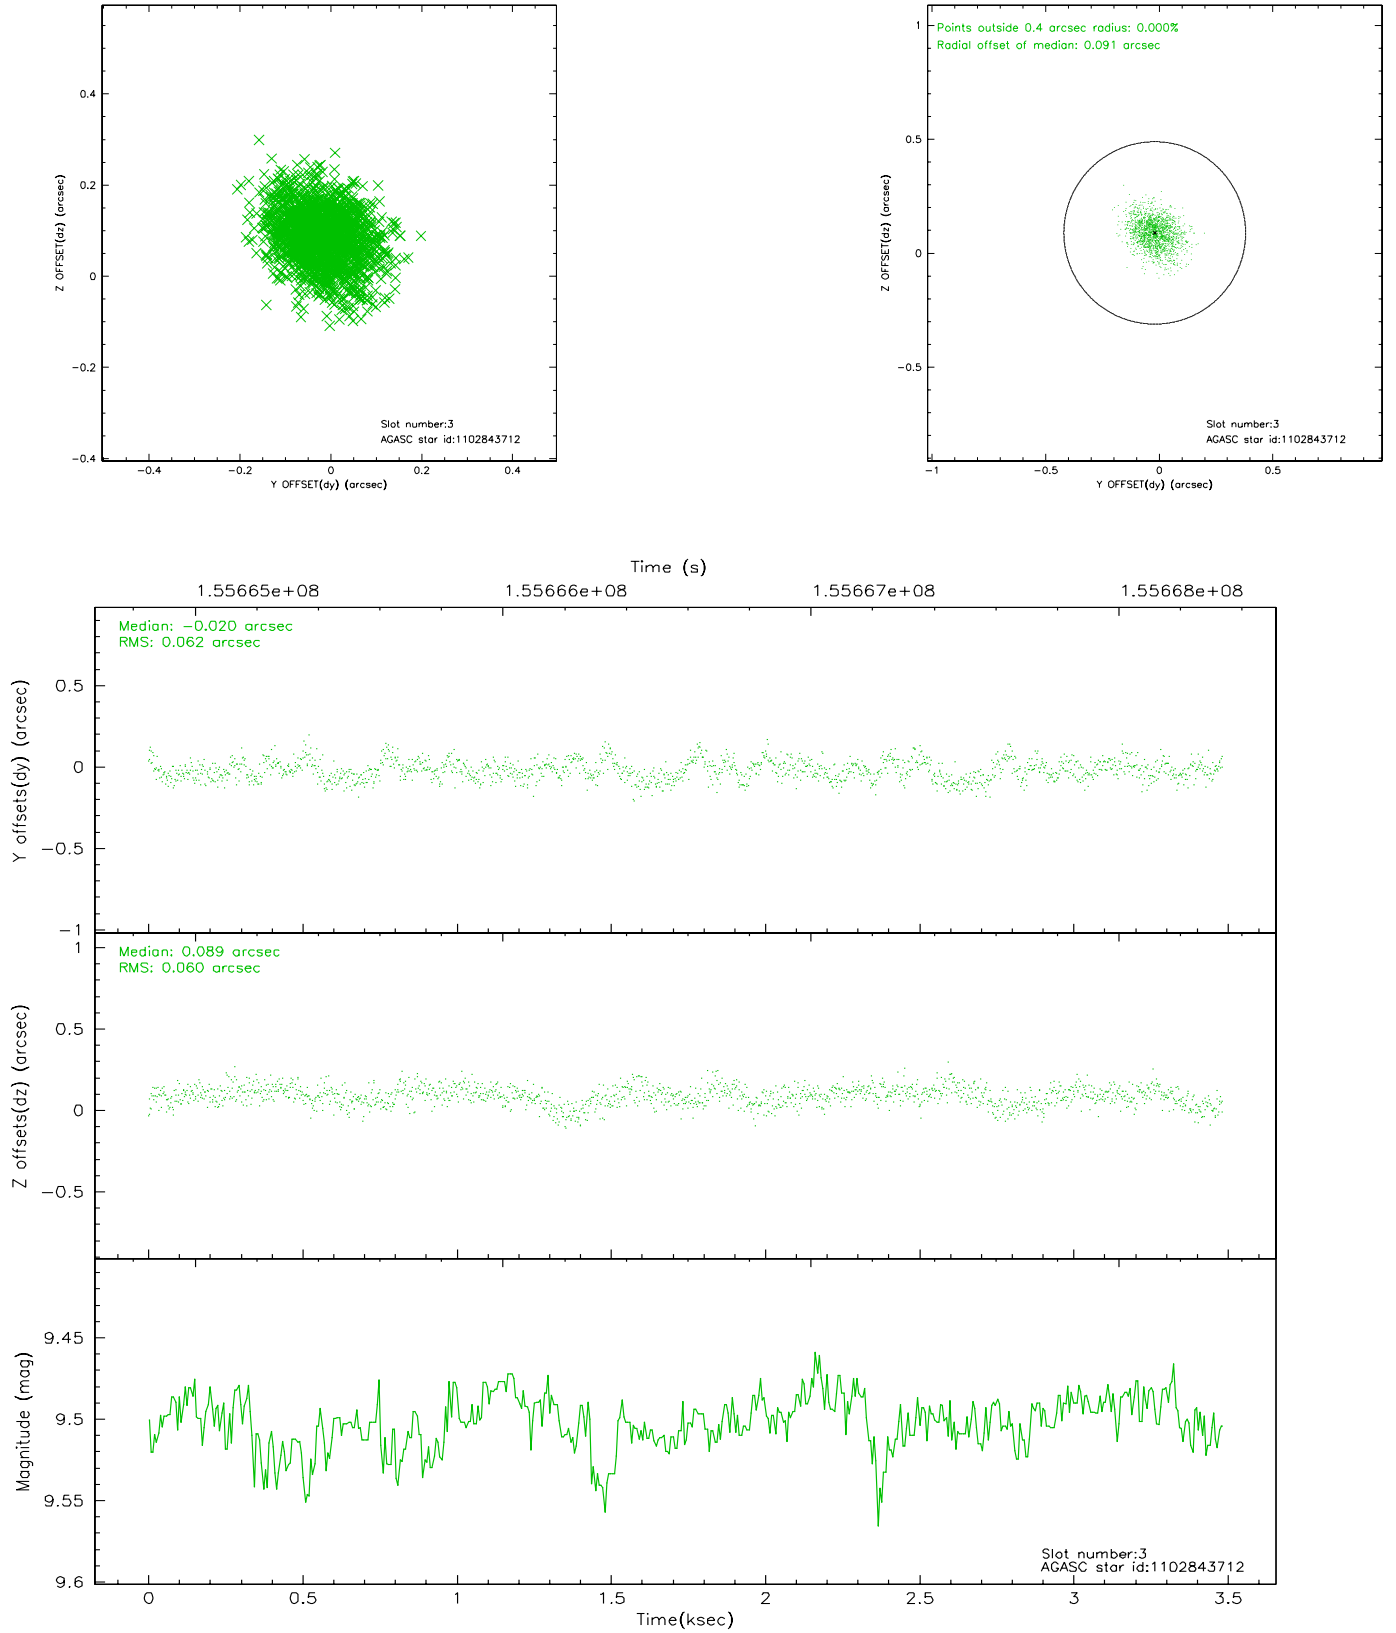 0.4
0.2
0
−0.2
−0.4
Z OFFSET(dz) (arcsec)
Slot number:3
AGASC star id:1102843712
−0.4 −0.2 0 0.2 0.4
Y OFFSET(dy) (arcsec)
Points outside 0.4 arcsec radius: 0.000%
Radial offset of median: 0.091 arcsec
1
0.5
0
−0.5
Z OFFSET(dz) (arcsec)
Slot number:3
AGASC star id:1102843712
−1 −0.5 0 0.5
Y OFFSET(dy) (arcsec)
Time (s)
1.55665e+08 1.55666e+08 1.55667e+08 1.55668e+08
Median: −0.020 arcsec
RMS: 0.062 arcsec
0.5
0
−0.5
−1
Y offsets(dy) (arcsec)
Median: 0.089 arcsec
RMS: 0.060 arcsec
1
0.5
0
−0.5
Z offsets(dz) (arcsec)
9.45
9.5
9.55
9.6
Magnitude (mag)
Slot number:3
AGASC star id:1102843712
0 0.5 1 1.5 2 2.5 3 3.5
Time(ksec)